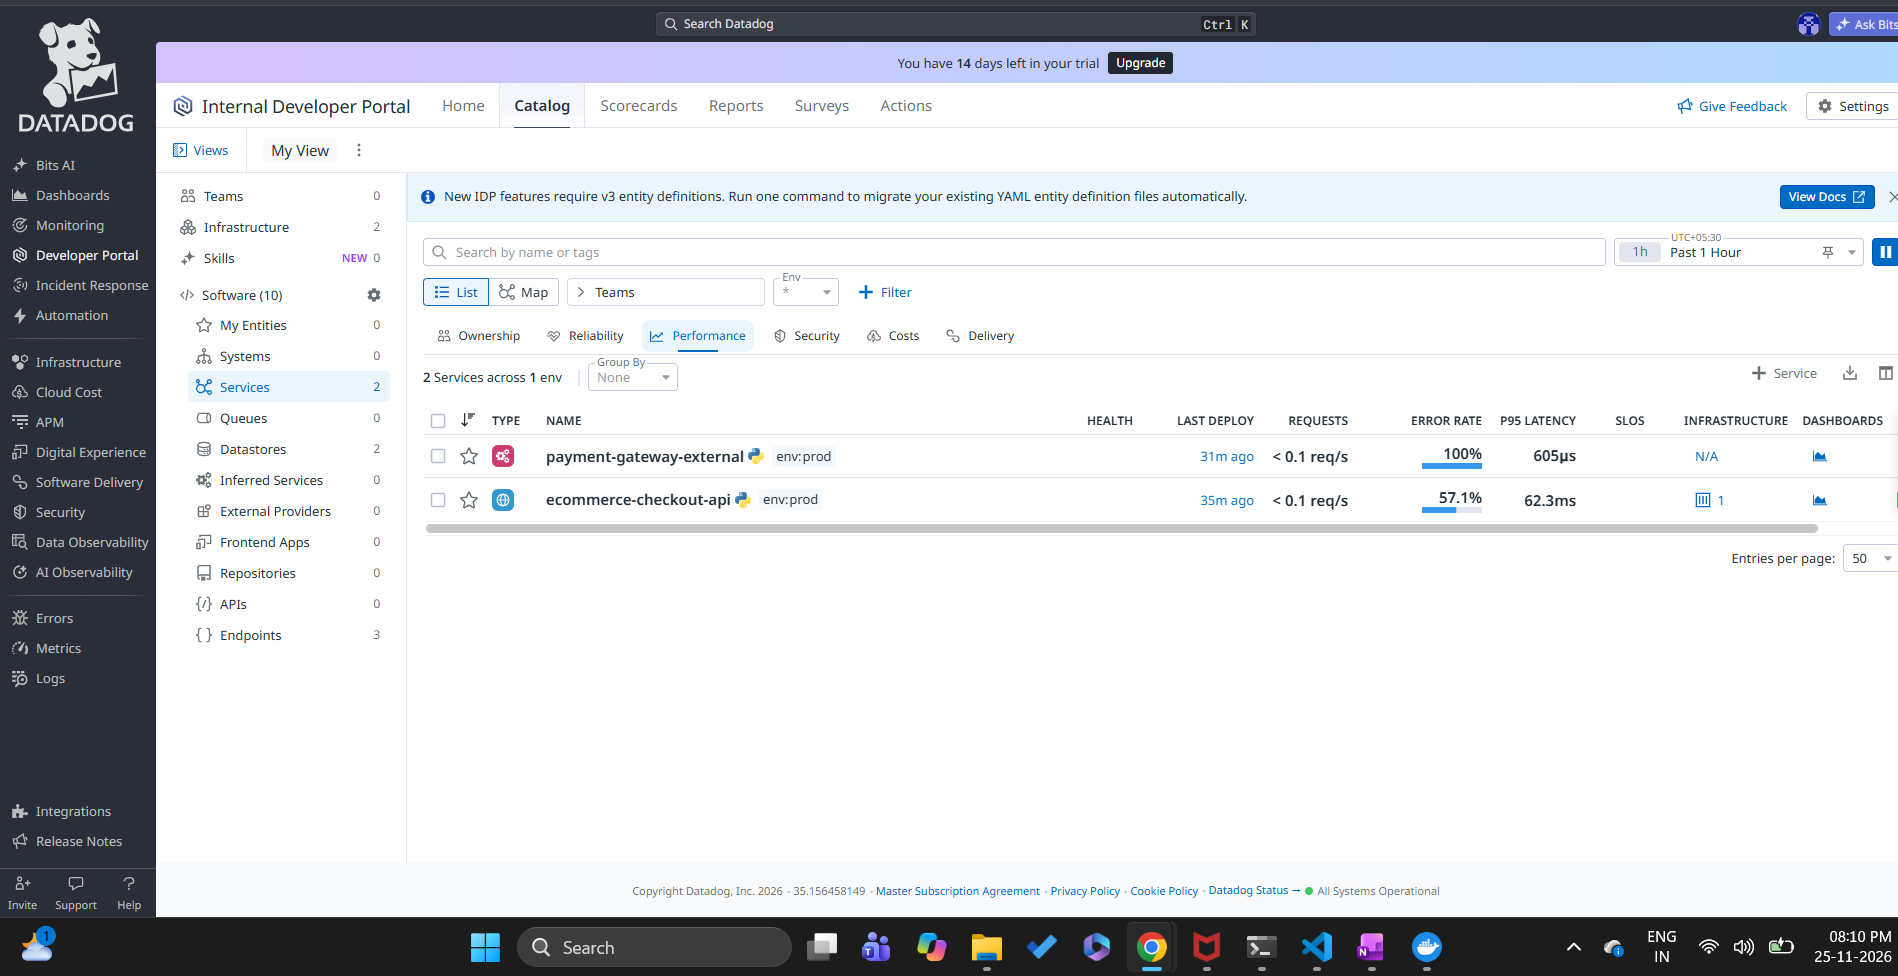 Search Datadog
Ctrl K
Ask Bits
DATADOG
You have 14 days left in your trial Upgrade
Internal Developer Portal
Home
Catalog
Scorecards
Reports
Surveys
Actions
Give Feedback
Settings
Bits AI
Dashboards
Monitoring
Developer Portal
Incident Response
Automation
Infrastructure
Cloud Cost
APM
Digital Experience
Software Delivery
Security
Data Observability
AI Observability
Errors
Metrics
Logs
Integrations
Release Notes
Invite
Support
Help
Views
My View
Teams 0
Infrastructure 2
Skills NEW 0
Software (10)
My Entities 0
Systems 0
Services 2
Queues 0
Datastores 2
Inferred Services 0
External Providers 0
Frontend Apps 0
Repositories 0
APIs 0
Endpoints 3
New IDP features require v3 entity definitions. Run one command to migrate your existing YAML entity definition files automatically.
View Docs
Search by name or tags
UTC+05:30
1h Past 1 Hour
List
Map
Teams
Env
*
Filter
Ownership
Reliability
Performance
Security
Costs
Delivery
2 Services across 1 env
Group By
None
Service
TYPE NAME HEALTH LAST DEPLOY REQUESTS ERROR RATE P95 LATENCY SLOS INFRASTRUCTURE DASHBOARDS
payment-gateway-external env:prod 31m ago < 0.1 req/s 100% 605µs N/A
ecommerce-checkout-api env:prod 35m ago < 0.1 req/s 57.1% 62.3ms 1
Entries per page: 50
Copyright Datadog, Inc. 2026 - 35.156458149 - Master Subscription Agreement - Privacy Policy - Cookie Policy - Datadog Status → All Systems Operational
1
Search
ENG
IN
08:10 PM
25-11-2026